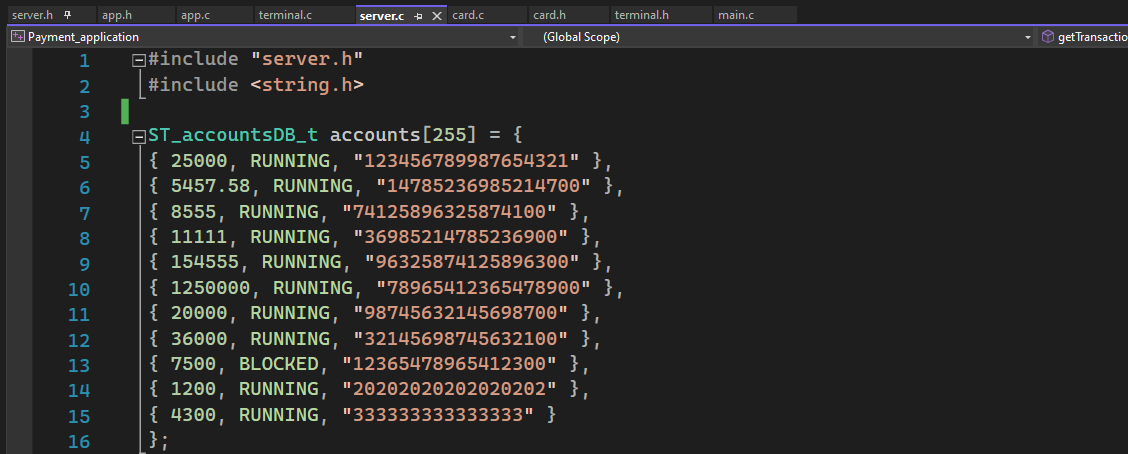 server.h
app.h
app.c
terminal.c
server.c
card.c
card.h
terminal.h
main.c
Payment_application
(Global Scope)
getTransactio
1 #include "server.h"
2 #include <string.h>
3
4 ST_accountsDB_t accounts[255] = {
5 { 25000, RUNNING, "123456789987654321" },
6 { 5457.58, RUNNING, "14785236985214700" },
7 { 8555, RUNNING, "74125896325874100" },
8 { 11111, RUNNING, "36985214785236900" },
9 { 154555, RUNNING, "96325874125896300" },
10 { 1250000, RUNNING, "78965412365478900" },
11 { 20000, RUNNING, "98745632145698700" },
12 { 36000, RUNNING, "32145698745632100" },
13 { 7500, BLOCKED, "12365478965412300" },
14 { 1200, RUNNING, "20202020202020202" },
15 { 4300, RUNNING, "333333333333333" }
16 };